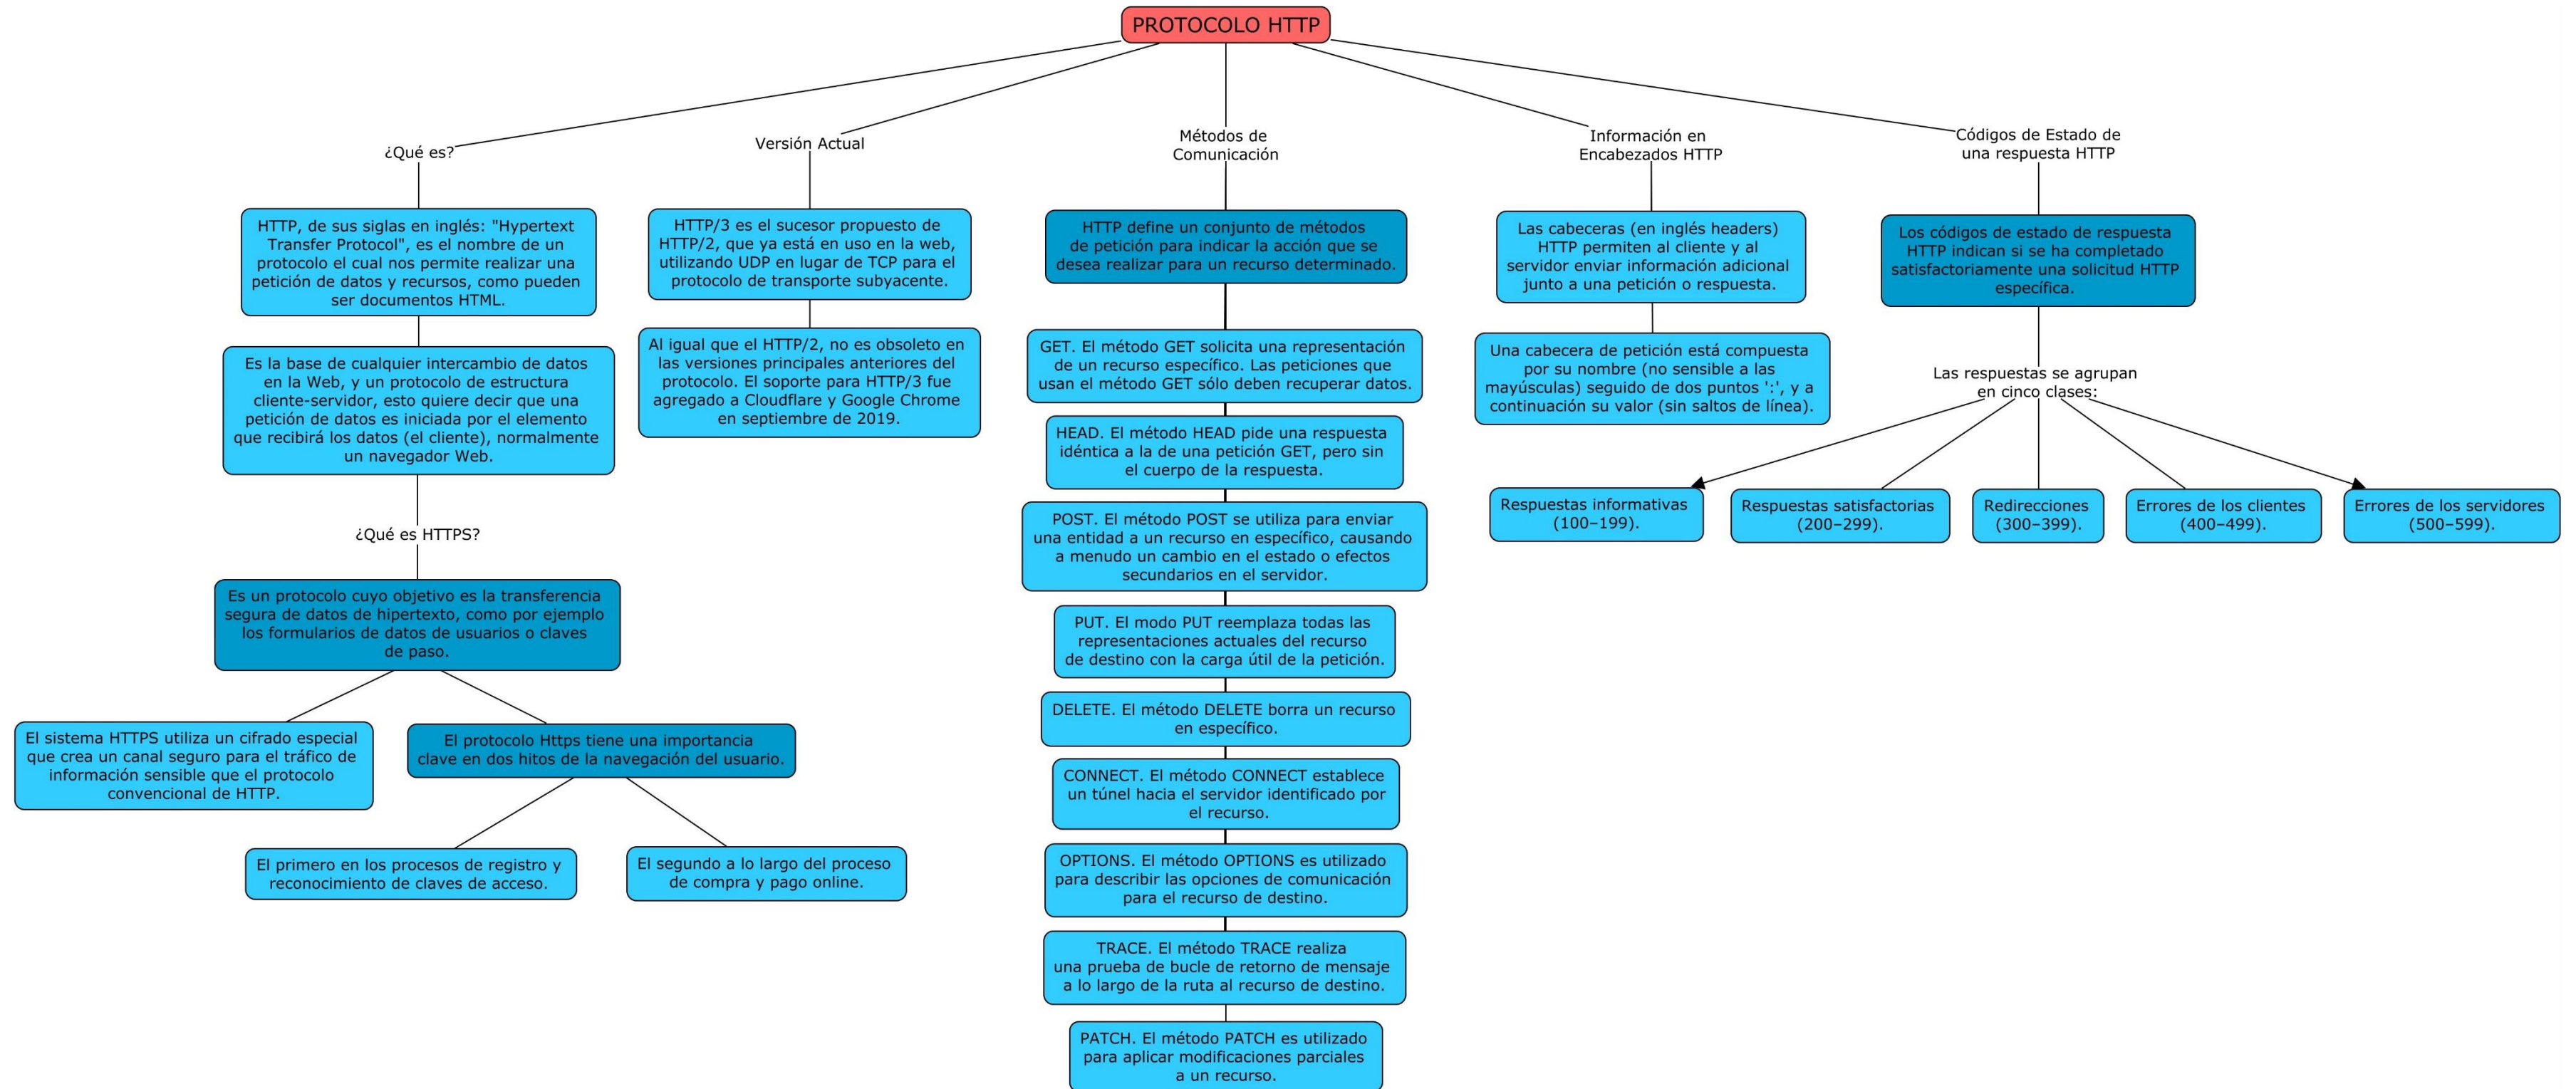 PROTOCOLO HTTP
¿Qué es?
HTTP, de sus siglas en inglés: "Hypertext
Transfer Protocol", es el nombre de un
protocolo el cual nos permite realizar una
petición de datos y recursos, como pueden
ser documentos HTML.
Es la base de cualquier intercambio de datos
en la Web, y un protocolo de estructura
cliente-servidor, esto quiere decir que una
petición de datos es iniciada por el elemento
que recibirá los datos (el cliente), normalmente
un navegador Web.
¿Qué es HTTPS?
Es un protocolo cuyo objetivo es la transferencia
segura de datos de hipertexto, como por ejemplo
los formularios de datos de usuarios o claves
de paso.
El sistema HTTPS utiliza un cifrado especial
que crea un canal seguro para el tráfico de
información sensible que el protocolo
convencional de HTTP.
El protocolo Https tiene una importancia
clave en dos hitos de la navegación del usuario.
El primero en los procesos de registro y
reconocimiento de claves de acceso.
El segundo a lo largo del proceso
de compra y pago online.
Versión Actual
HTTP/3 es el sucesor propuesto de
HTTP/2, que ya está en uso en la web,
utilizando UDP en lugar de TCP para el
protocolo de transporte subyacente.
Al igual que el HTTP/2, no es obsoleto en
las versiones principales anteriores del
protocolo. El soporte para HTTP/3 fue
agregado a Cloudflare y Google Chrome
en septiembre de 2019.
Métodos de
Comunicación
HTTP define un conjunto de métodos
de petición para indicar la acción que se
desea realizar para un recurso determinado.
GET. El método GET solicita una representación
de un recurso específico. Las peticiones que
usan el método GET sólo deben recuperar datos.
HEAD. El método HEAD pide una respuesta
idéntica a la de una petición GET, pero sin
el cuerpo de la respuesta.
POST. El método POST se utiliza para enviar
una entidad a un recurso en específico, causando
a menudo un cambio en el estado o efectos
secundarios en el servidor.
PUT. El modo PUT reemplaza todas las
representaciones actuales del recurso
de destino con la carga útil de la petición.
DELETE. El método DELETE borra un recurso
en específico.
CONNECT. El método CONNECT establece
un túnel hacia el servidor identificado por
el recurso.
OPTIONS. El método OPTIONS es utilizado
para describir las opciones de comunicación
para el recurso de destino.
TRACE. El método TRACE realiza
una prueba de bucle de retorno de mensaje
a lo largo de la ruta al recurso de destino.
PATCH. El método PATCH es utilizado
para aplicar modificaciones parciales
a un recurso.
Información en
Encabezados HTTP
Las cabeceras (en inglés headers)
HTTP permiten al cliente y al
servidor enviar información adicional
junto a una petición o respuesta.
Una cabecera de petición está compuesta
por su nombre (no sensible a las
mayúsculas) seguido de dos puntos ':', y a
continuación su valor (sin saltos de línea).
Códigos de Estado de
una respuesta HTTP
Los códigos de estado de respuesta
HTTP indican si se ha completado
satisfactoriamente una solicitud HTTP
específica.
Las respuestas se agrupan
en cinco clases:
Respuestas informativas
(100–199).
Respuestas satisfactorias
(200–299).
Redirecciones
(300–399).
Errores de los clientes
(400–499).
Errores de los servidores
(500–599).